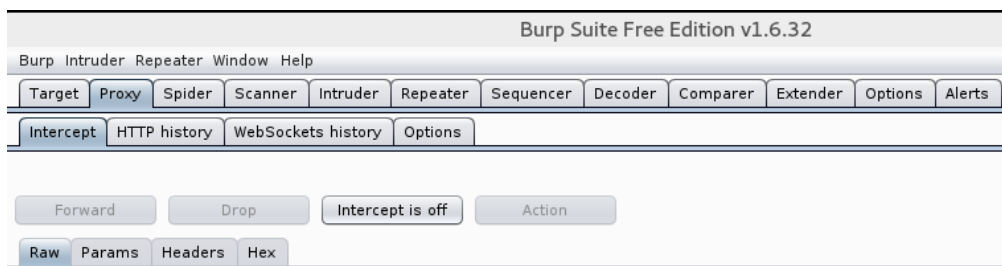 Burp Suite Free Edition v1.6.32
Burp Intruder Repeater Window Help
Target Proxy Spider Scanner Intruder Repeater Sequencer Decoder Comparer Extender Options Alerts
Intercept HTTP history WebSockets history Options
Forward Drop Intercept is off Action
Raw Params Headers Hex